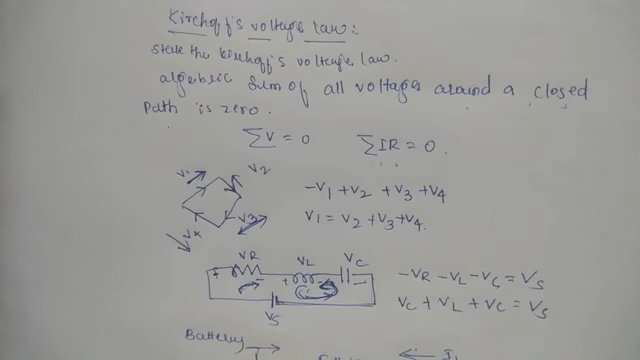 Kirchoff's voltage law:
State the kirchoff's voltage law.
algebric sum of all voltages around a closed
path is zero.
∑V = 0 ∑IR = 0.
V1 V2
-V1 + V2 + V3 + V4
V3
V1 = V2 + V3 + V4.
V4
VR VL VC
+ - +
-VR - VL - VC = VS
i
VC + VL + VC = VS
VS
Battery
I1